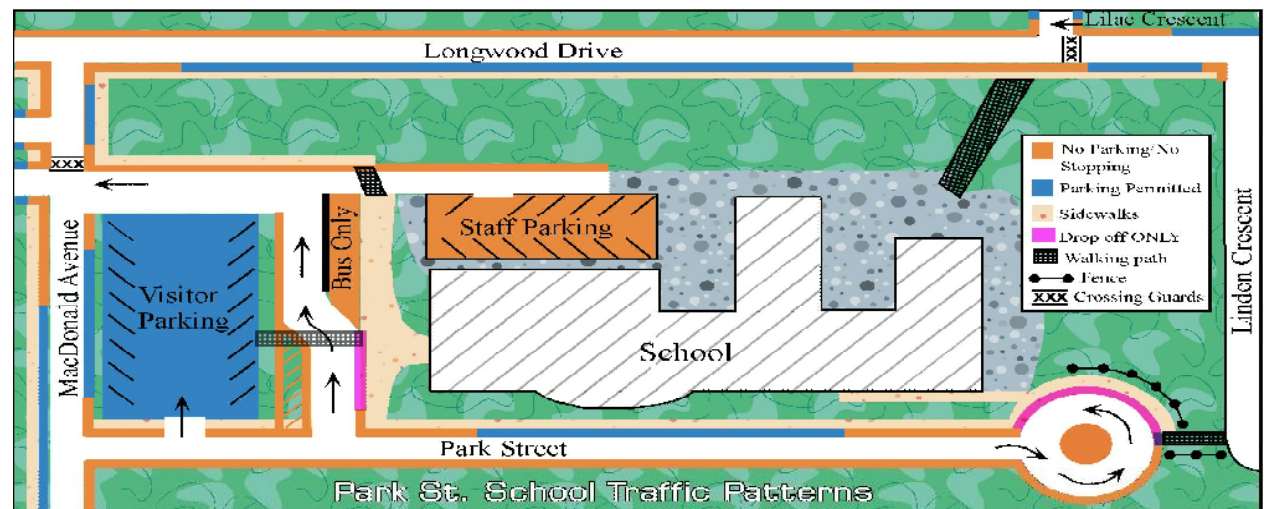 Lilac Crescent
Longwood Drive
No Parking/No
Stopping
Parking Permitted
Sidewalks
Drop off ONLY
Walking path
Fence
XXX Crossing Guards
XXX
XXX
MacDonald Avenue
Visitor
Parking
Bus Only
Staff Parking
School
Linden Crescent
Park Street
Park St. School Traffic Patterns